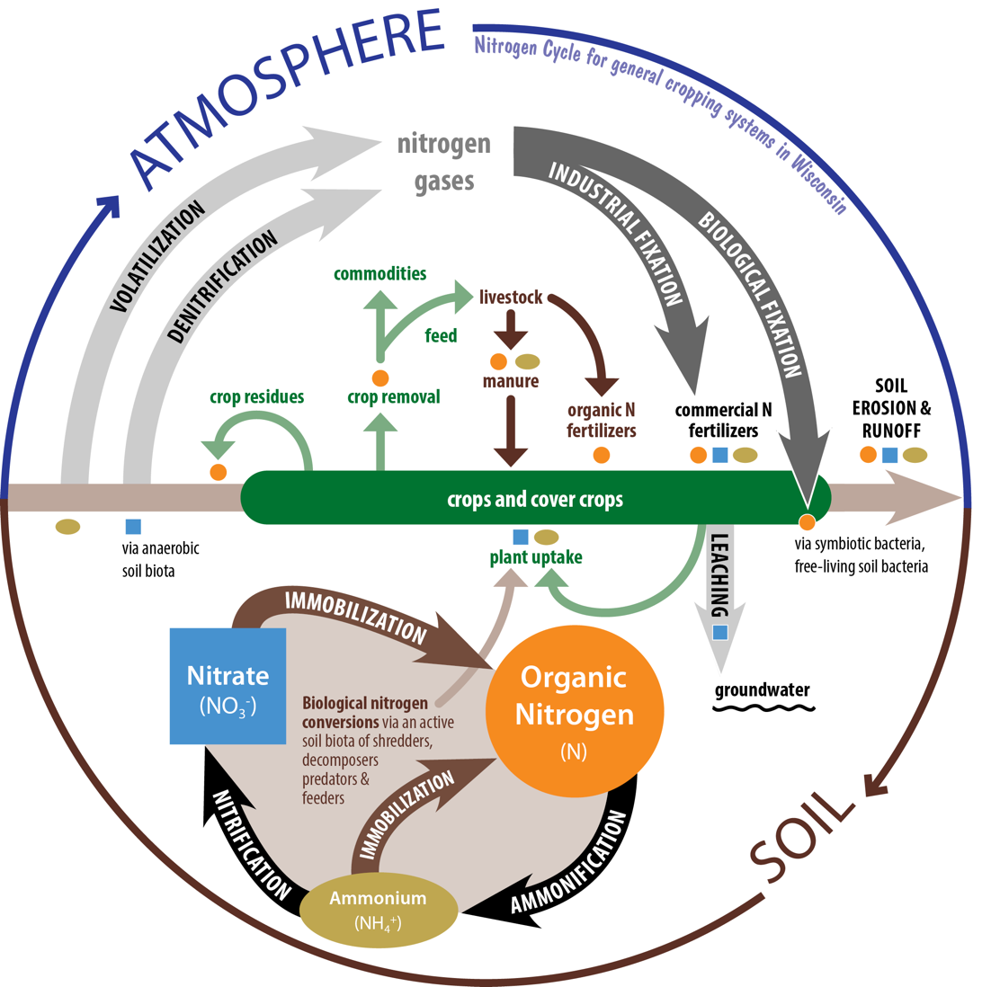 ATMOSPHERE
Nitrogen Cycle for general cropping systems in Wisconsin
nitrogen
gases
VOLATILIZATION
DENITRIFICATION
INDUSTRIAL FIXATION
BIOLOGICAL FIXATION
commodities
livestock
feed
manure
crop residues
crop removal
organic N
fertilizers
commercial N
fertilizers
SOIL
EROSION &
RUNOFF
crops and cover crops
via anaerobic
soil biota
plant uptake
LEACHING
via symbiotic bacteria,
free-living soil bacteria
groundwater
IMMOBILIZATION
Nitrate
(NO₃⁻)
Organic
Nitrogen
(N)
Biological nitrogen
conversions via an active
soil biota of shredders,
decomposers
predators &
feeders
IMMOBILIZATION
NITRIFICATION
AMMONIFICATION
Ammonium
(NH₄⁺)
SOIL